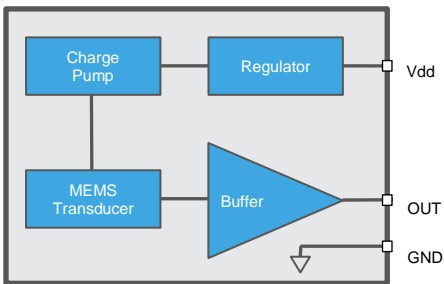 Charge
Pump
Regulator
Vdd
MEMS
Transducer
Buffer
OUT
GND